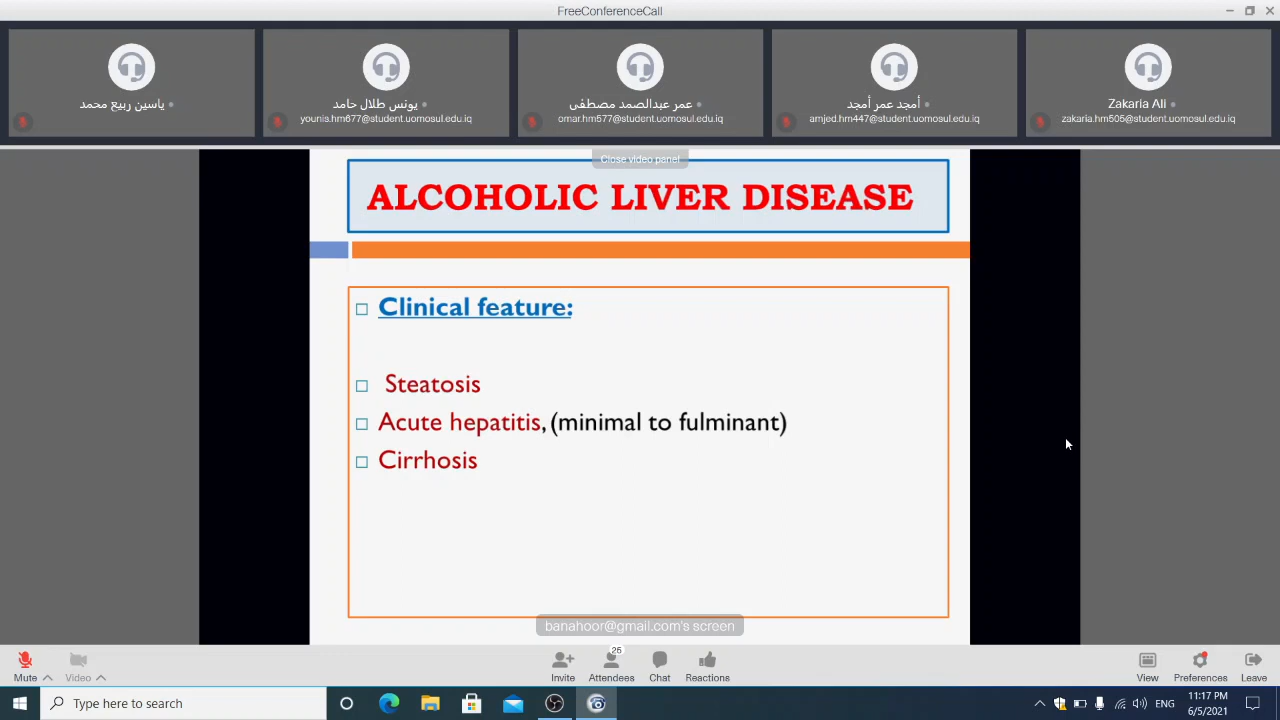 FreeConferenceCall
ياسين ربيع محمد
يونس طلال حامد
younis.hm677@student.uomosul.edu.iq
عمر عبدالصمد مصطفى
omar.hm577@student.uomosul.edu.iq
أمجد عمر أمجد
amjed.hm447@student.uomosul.edu.iq
Zakaria Ali
zakaria.hm505@student.uomosul.edu.iq
Close video panel
ALCOHOLIC LIVER DISEASE
Clinical feature:
Steatosis
Acute hepatitis, (minimal to fulminant)
Cirrhosis
banahoor@gmail.com's screen
Mute
Video
Invite
25
Attendees
Chat
Reactions
View
Preferences
Leave
Type here to search
ENG
11:17 PM
6/5/2021